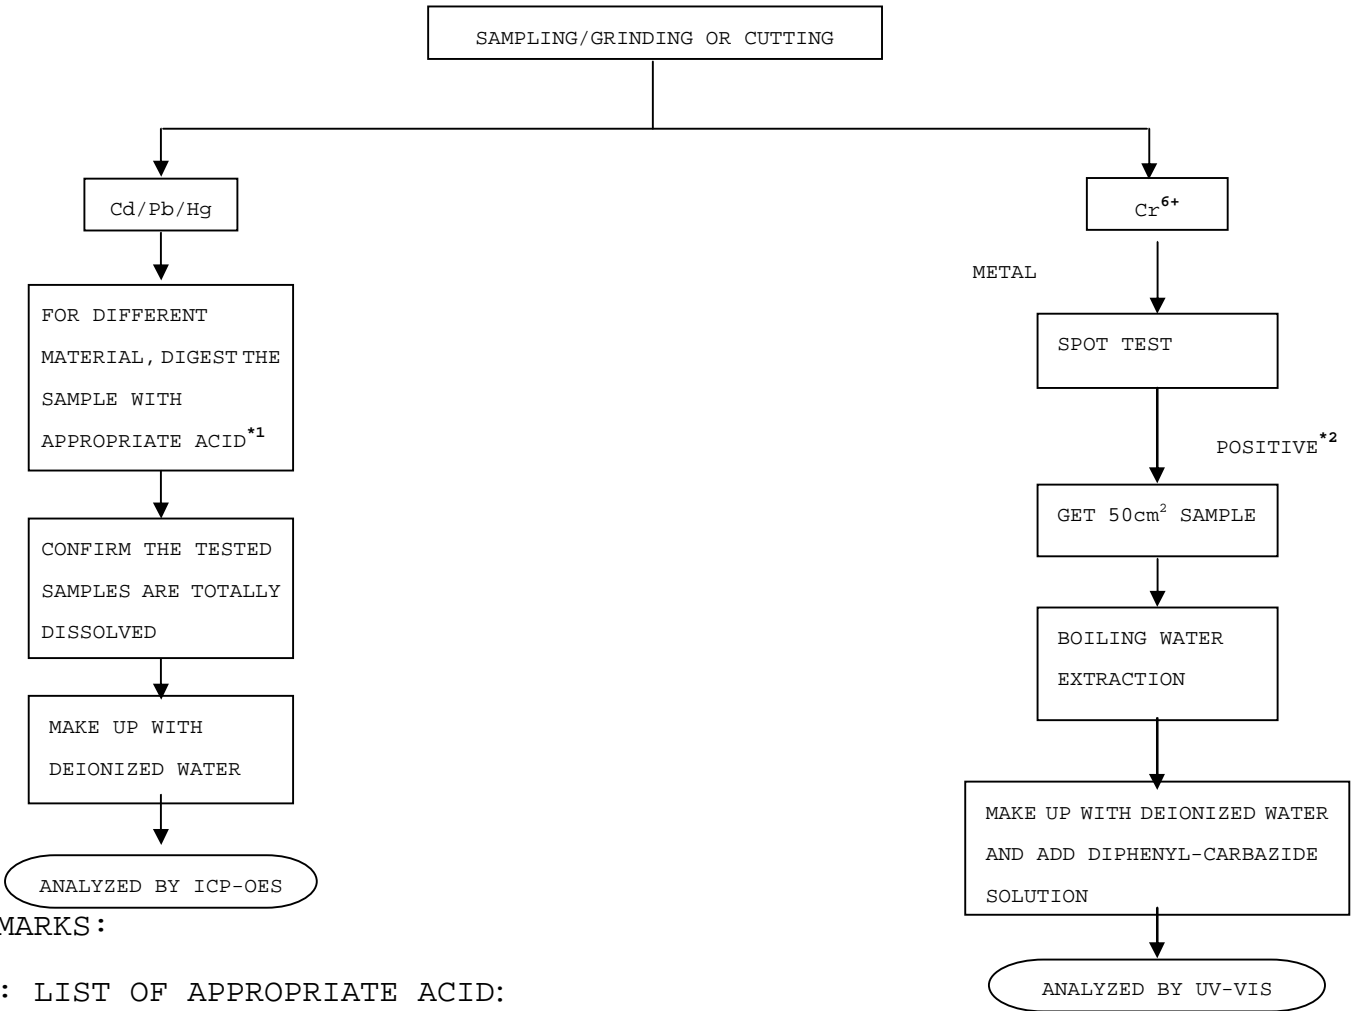 SAMPLING/GRINDING OR CUTTING
Cd/Pb/Hg
FOR DIFFERENT
MATERIAL, DIGEST THE
SAMPLE WITH
APPROPRIATE ACID*1
CONFIRM THE TESTED
SAMPLES ARE TOTALLY
DISSOLVED
MAKE UP WITH
DEIONIZED WATER
ANALYZED BY ICP-OES
Cr6+
METAL
SPOT TEST
POSITIVE*2
GET 50cm2 SAMPLE
BOILING WATER
EXTRACTION
MAKE UP WITH DEIONIZED WATER
AND ADD DIPHENYL-CARBAZIDE
SOLUTION
ANALYZED BY UV-VIS
MARKS:
: LIST OF APPROPRIATE ACID: